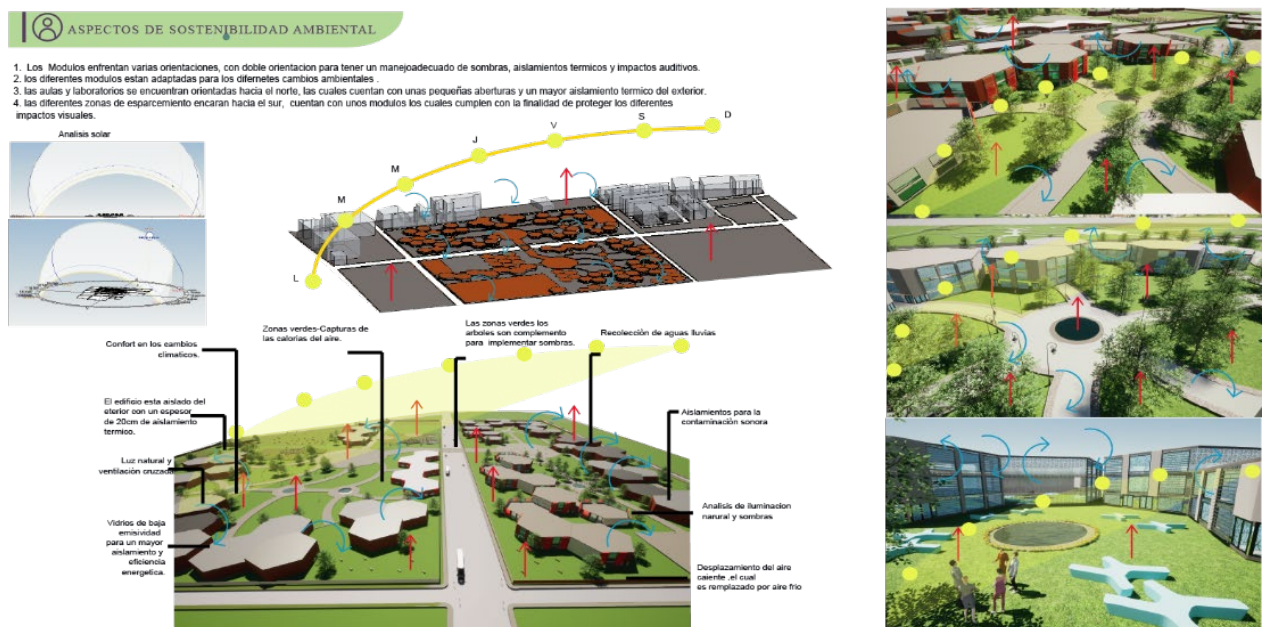 ASPECTOS DE SOSTENIBILIDAD AMBIENTAL
1. Los Modulos enfrentan varias orientaciones, con doble orientacion para tener un manejoadecuado de sombras, aislamientos termicos y impactos auditivos.
2. los diferentes modulos estan adaptadas para los difernetes cambios ambientales .
3. las aulas y laboratorios se encuentran orientadas hacia el norte, las cuales cuentan con unas pequeñas aberturas y un mayor aislamiento termico del exterior.
4. las diferentes zonas de esparcemiento encaran hacia el sur, cuentan con unos modulos los cuales cumplen con la finalidad de proteger los diferentes
impactos visuales.
Analisis solar
L
M
M
J
V
S
D
Confort en los cambios
climaticos.
Zonas verdes-Capturas de
las calorias del aire.
Las zonas verdes los
arboles son complemento
para implementar sombras.
Recolección de aguas lluvias
El edificio esta aislado del
eterior con un espesor
de 20cm de aislamiento
termico.
Luz natural y
ventilación cruzada
Vidrios de baja
emisividad
para un mayor
aislamiento y
eficiencia
energetica.
Aislamientos para la
contaminación sonora
Analisis de iluminacion
narural y sombras
Desplazamiento del aire
caiente ,el cual
es remplazado por aire frio